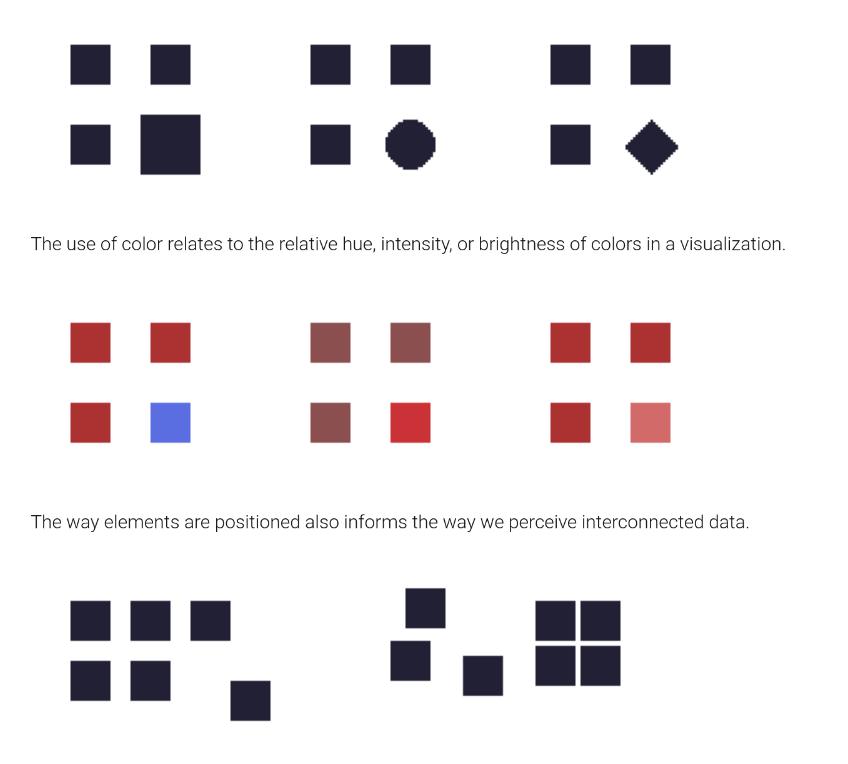 The use of color relates to the relative hue, intensity, or brightness of colors in a visualization.
The way elements are positioned also informs the way we perceive interconnected data.